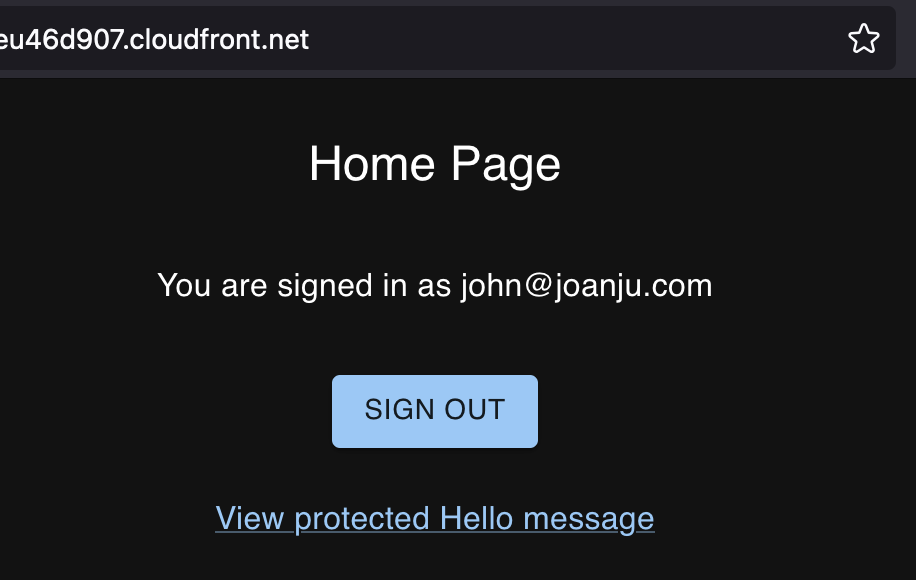 eu46d907.cloudfront.net
Home Page
You are signed in as john@joanju.com
SIGN OUT
View protected Hello message